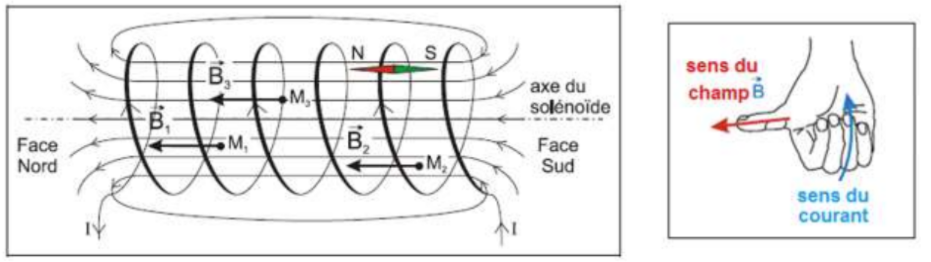 N S
B₃
M₃
axe du
solénoïde
B₁
Face
Nord
M₁
B₂
M₂
Face
Sud
I
I
sens du
champ B
sens du
courant